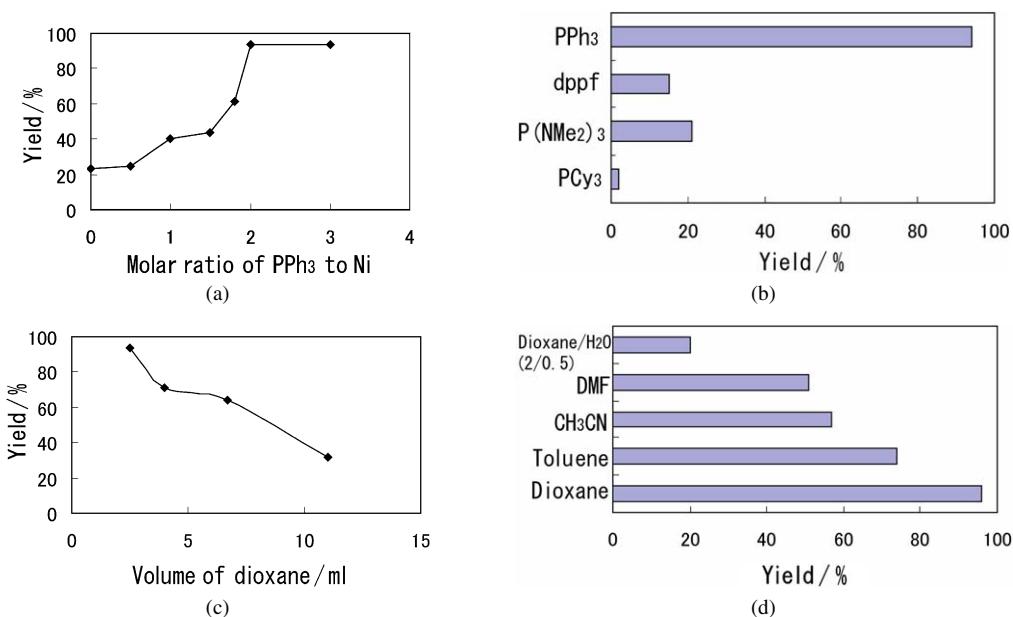 100
80
60
40
20
0
Yield/%
0 1 2 3 4
Molar ratio of PPh3 to Ni
(a)
PPh3
dppf
P(NMe2)3
PCy3
0 20 40 60 80 100
Yield/%
(b)
100
80
60
40
20
0
Yield/%
0 5 10 15
Volume of dioxane/ml
(c)
Dioxane/H2O
(2/0.5)
DMF
CH3CN
Toluene
Dioxane
0 20 40 60 80 100
Yield/%
(d)